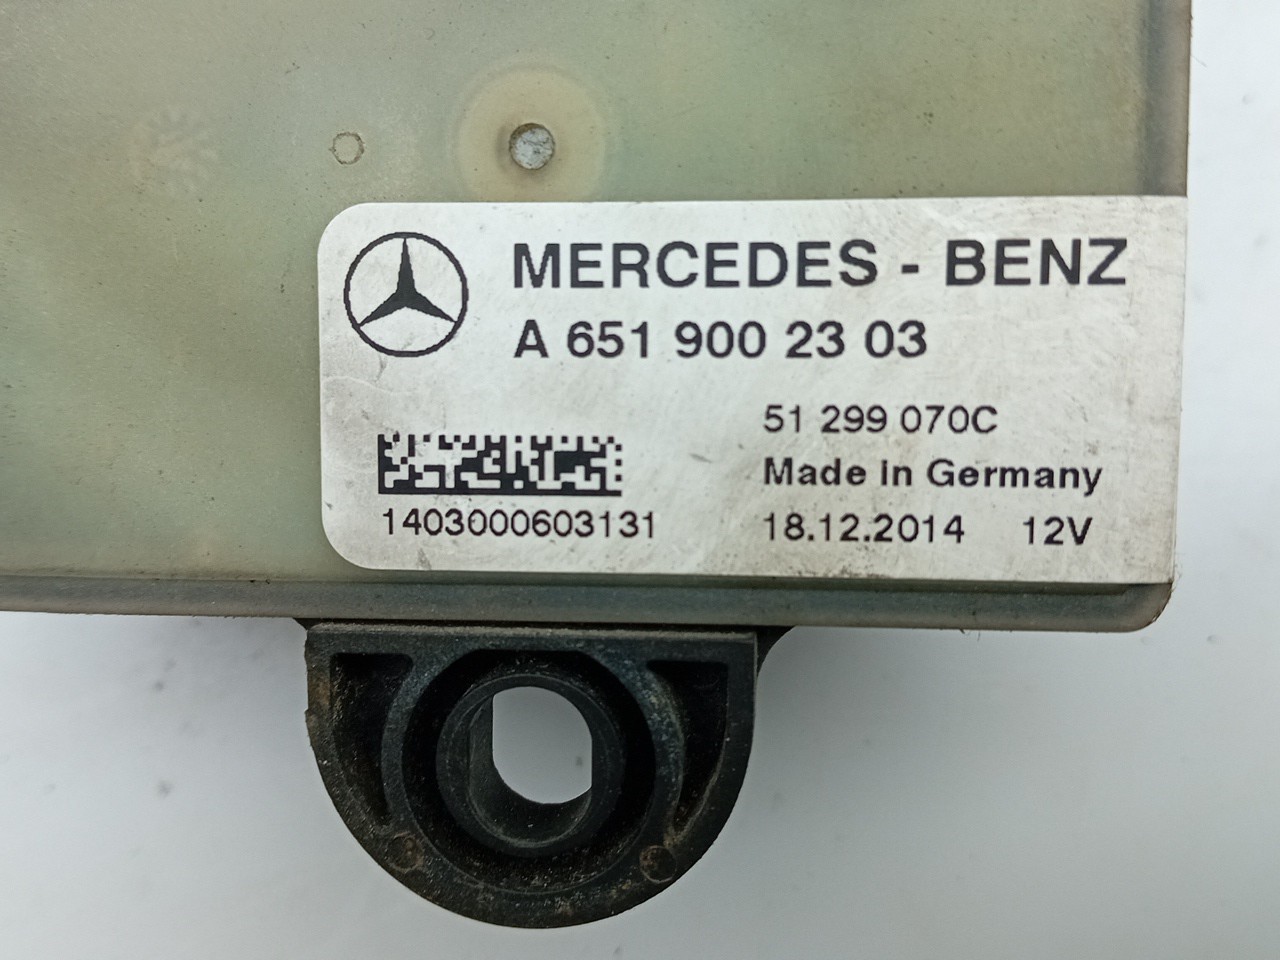 MERCEDES - BENZ
A 651 900 23 03
51 299 070C
Made in Germany
1403000603131
18.12.2014 12V